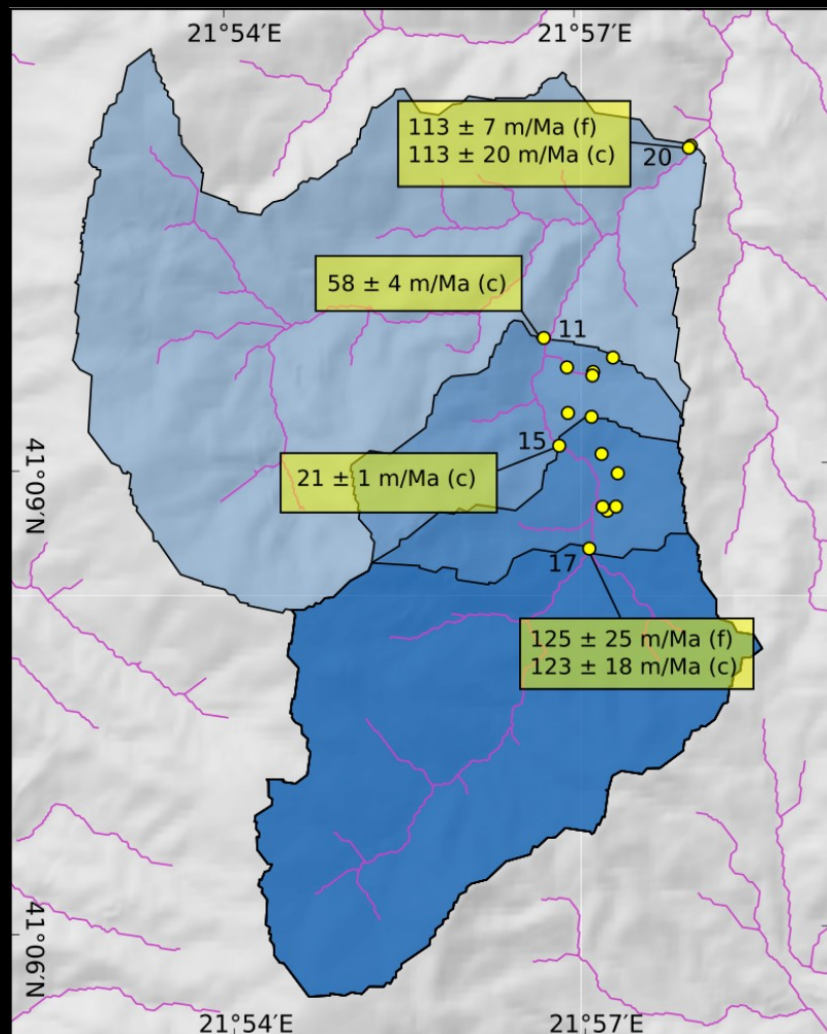 21°54′E
21°57′E
113 ± 7 m/Ma (f)
113 ± 20 m/Ma (c)
20
58 ± 4 m/Ma (c)
11
15
21 ± 1 m/Ma (c)
41°09′N
17
125 ± 25 m/Ma (f)
123 ± 18 m/Ma (c)
41°06′N
21°54′E
21°57′E